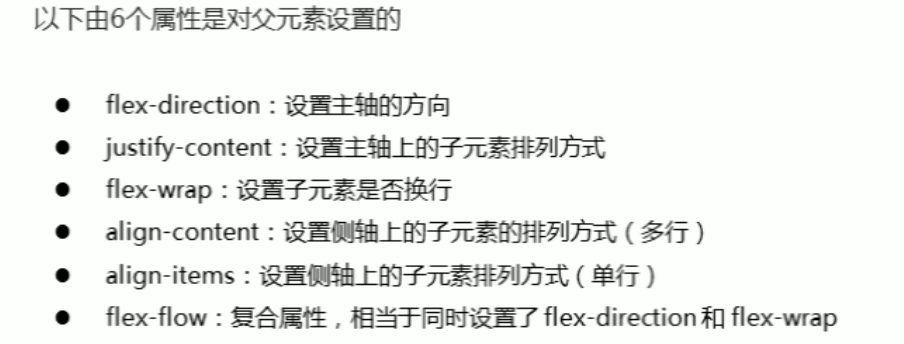 以下由6个属性是对父元素设置的
● flex-direction：设置主轴的方向
● justify-content：设置主轴上的子元素排列方式
● flex-wrap：设置子元素是否换行
● align-content：设置侧轴上的子元素的排列方式（多行）
● align-items：设置侧轴上的子元素排列方式（单行）
● flex-flow：复合属性，相当于同时设置了 flex-direction 和 flex-wrap